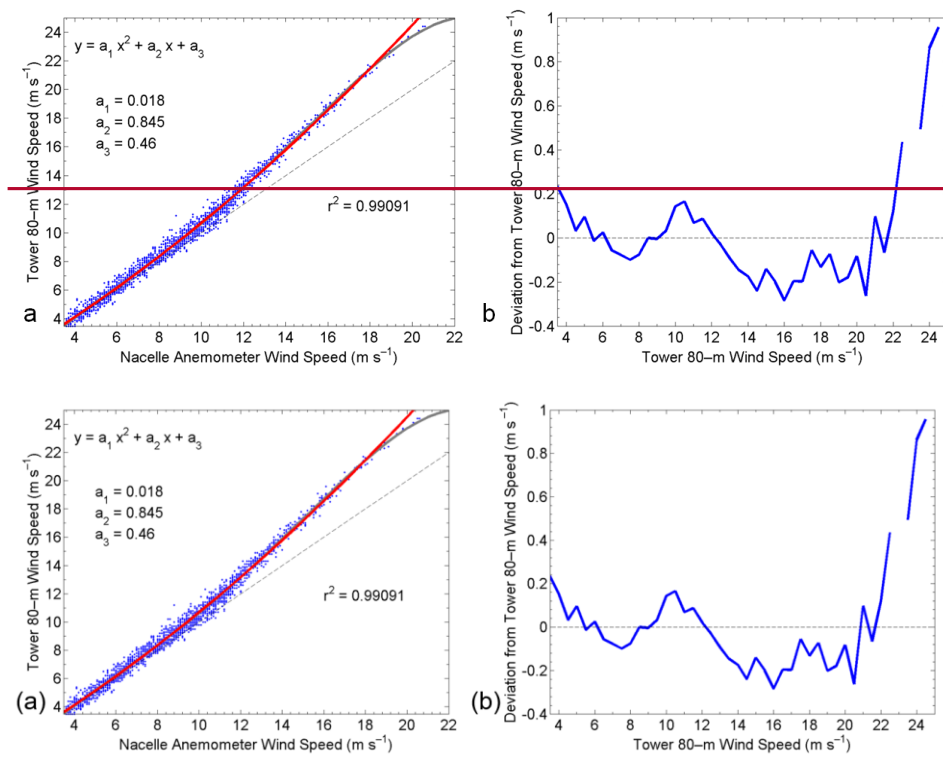 24
22
20
18
16
14
12
10
8
6
4
y = a1 x2 + a2 x + a3
a1 = 0.018
a2 = 0.845
a3 = 0.46
r2 = 0.99091
Tower 80–m Wind Speed (m s–1)
4 6 8 10 12 14 16 18 20 22
Nacelle Anemometer Wind Speed (m s–1)
a
1
0.8
0.6
0.4
0.2
0
-0.2
-0.4
Deviation from Tower 80–m Wind Speed (m s–1)
4 6 8 10 12 14 16 18 20 22 24
Tower 80–m Wind Speed (m s–1)
b
24
22
20
18
16
14
12
10
8
6
4
y = a1 x2 + a2 x + a3
a1 = 0.018
a2 = 0.845
a3 = 0.46
r2 = 0.99091
Tower 80–m Wind Speed (m s–1)
4 6 8 10 12 14 16 18 20 22
Nacelle Anemometer Wind Speed (m s–1)
(a)
1
0.8
0.6
0.4
0.2
0
-0.2
-0.4
Deviation from Tower 80–m Wind Speed (m s–1)
4 6 8 10 12 14 16 18 20 22 24
Tower 80–m Wind Speed (m s–1)
(b)